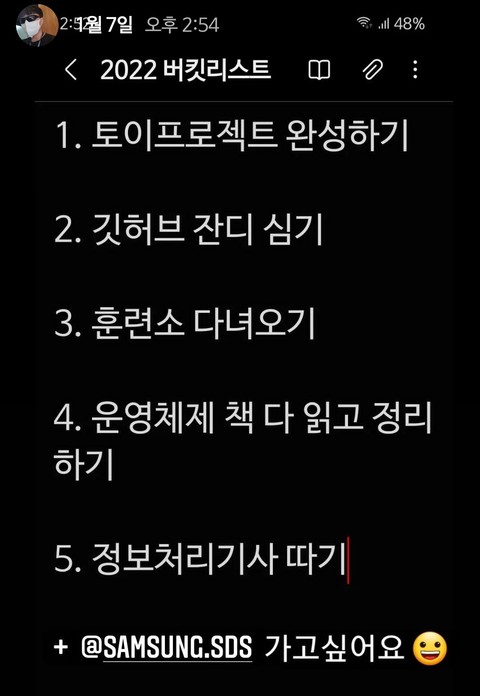 1월 7일 오후 2:54
48%
2022 버킷리스트
1. 토이프로젝트 완성하기
2. 깃허브 잔디 심기
3. 훈련소 다녀오기
4. 운영체제 책 다 읽고 정리
하기
5. 정보처리기사 따기
+ @SAMSUNG.SDS 가고싶어요